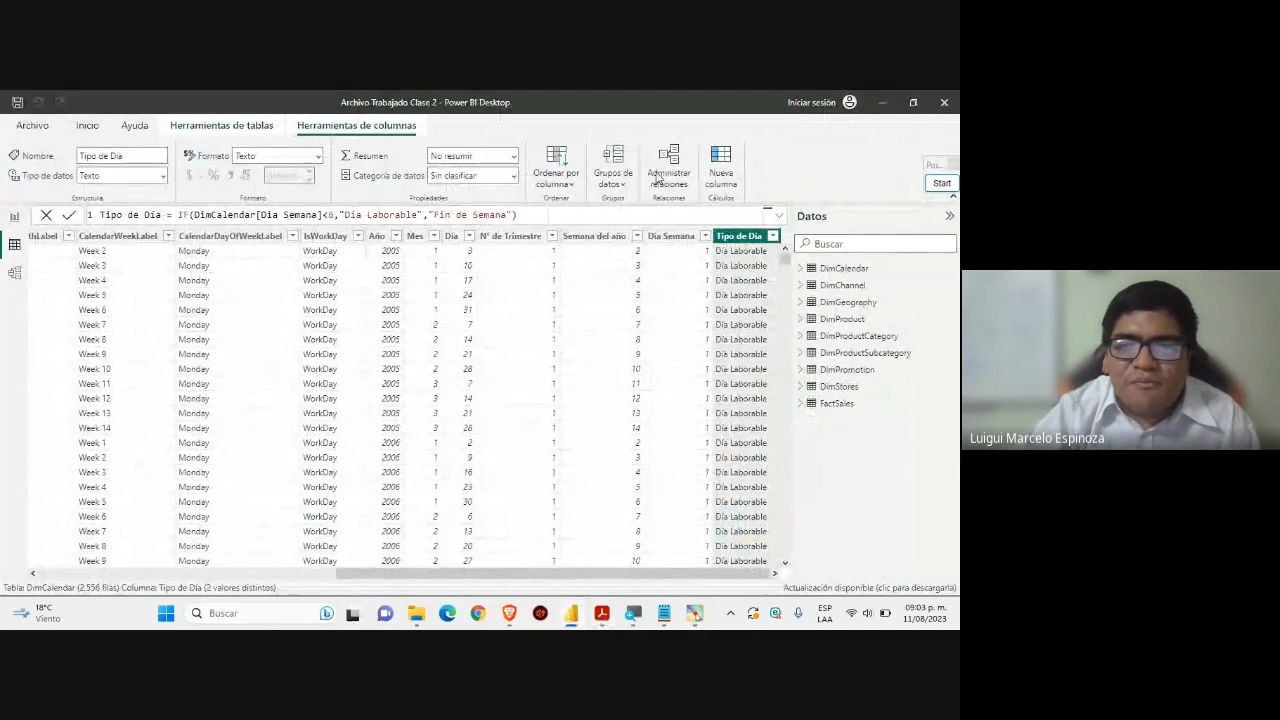 Archivo Trabajado Clase 2 - Power BI Desktop
Iniciar sesión
Archivo Inicio Ayuda Herramientas de tablas Herramientas de columnas
Nombre Tipo de Día
Tipo de datos Texto
Estructura
Formato Texto
$ %
Formato
Resumen No resumir
Categoría de datos Sin clasificar
Propiedades
Ordenar por columna
Ordenar
Grupos de datos
Grupos
Administrar relaciones
Relaciones
Nueva columna
Cálculos
Start
1 Tipo de Día = IF(DimCalendar[Dia Semana]<6,"Día Laborable","Fin de Semana")
thLabel CalendarWeekLabel CalendarDayOfWeekLabel IsWorkDay Año Mes Día N° de Trimestre Semana del año Dia Semana Tipo de Día
Week 2 Monday WorkDay 2005 1 3 1 2 1 Día Laborable
Week 3 Monday WorkDay 2005 1 10 1 3 1 Día Laborable
Week 4 Monday WorkDay 2005 1 17 1 4 1 Día Laborable
Week 5 Monday WorkDay 2005 1 24 1 5 1 Día Laborable
Week 6 Monday WorkDay 2005 1 31 1 6 1 Día Laborable
Week 7 Monday WorkDay 2005 2 7 1 7 1 Día Laborable
Week 8 Monday WorkDay 2005 2 14 1 8 1 Día Laborable
Week 9 Monday WorkDay 2005 2 21 1 9 1 Día Laborable
Week 10 Monday WorkDay 2005 2 28 1 10 1 Día Laborable
Week 11 Monday WorkDay 2005 3 7 1 11 1 Día Laborable
Week 12 Monday WorkDay 2005 3 14 1 12 1 Día Laborable
Week 13 Monday WorkDay 2005 3 21 1 13 1 Día Laborable
Week 14 Monday WorkDay 2005 3 28 1 14 1 Día Laborable
Week 1 Monday WorkDay 2006 1 2 1 2 1 Día Laborable
Week 2 Monday WorkDay 2006 1 9 1 3 1 Día Laborable
Week 3 Monday WorkDay 2006 1 16 1 4 1 Día Laborable
Week 4 Monday WorkDay 2006 1 23 1 5 1 Día Laborable
Week 5 Monday WorkDay 2006 1 30 1 6 1 Día Laborable
Week 6 Monday WorkDay 2006 2 6 1 7 1 Día Laborable
Week 7 Monday WorkDay 2006 2 13 1 8 1 Día Laborable
Week 8 Monday WorkDay 2006 2 20 1 9 1 Día Laborable
Week 9 Monday WorkDay 2006 2 27 1 10 1 Día Laborable
Datos
Buscar
DimCalendar
DimChannel
DimGeography
DimProduct
DimProductCategory
DimProductSubcategory
DimPromotion
DimStores
FactSales
Luigui Marcelo Espinoza
Tabla: DimCalendar (2,556 filas) Columna: Tipo de Día (2 valores distintos)
Actualización disponible (clic para descargarla)
18°C
Viento
Buscar
ESP
LAA
09:03 p. m.
11/08/2023